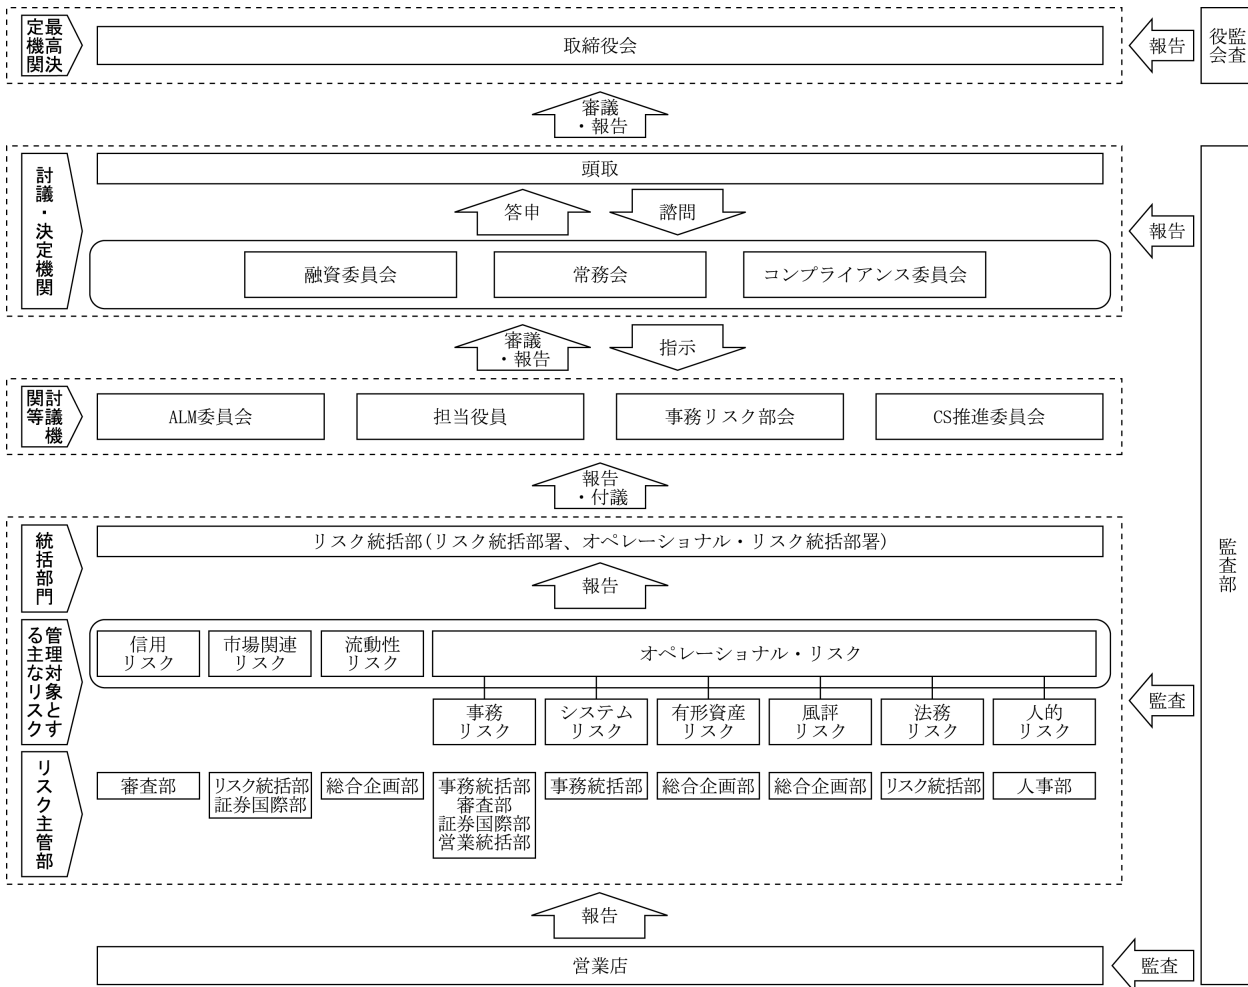 最高決
定機関
取締役会
報告
監査
役会
審議
・報告
討議・決定機関
頭取
答申
諮問
報告
融資委員会
常務会
コンプライアンス委員会
審議
・報告
指示
討議機
関等
ALM委員会
担当役員
事務リスク部会
CS推進委員会
報告
・付議
統括部門
リスク統括部(リスク統括部署、オペレーショナル・リスク統括部署)
報告
監査部
管理対象とす
る主なリスク
信用
リスク
市場関連
リスク
流動性
リスク
オペレーショナル・リスク
事務
リスク
システム
リスク
有形資産
リスク
風評
リスク
法務
リスク
人的
リスク
監査
リスク主管部
審査部
リスク統括部
証券国際部
総合企画部
事務統括部
審査部
証券国際部
営業統括部
事務統括部
総合企画部
総合企画部
リスク統括部
人事部
報告
営業店
監査